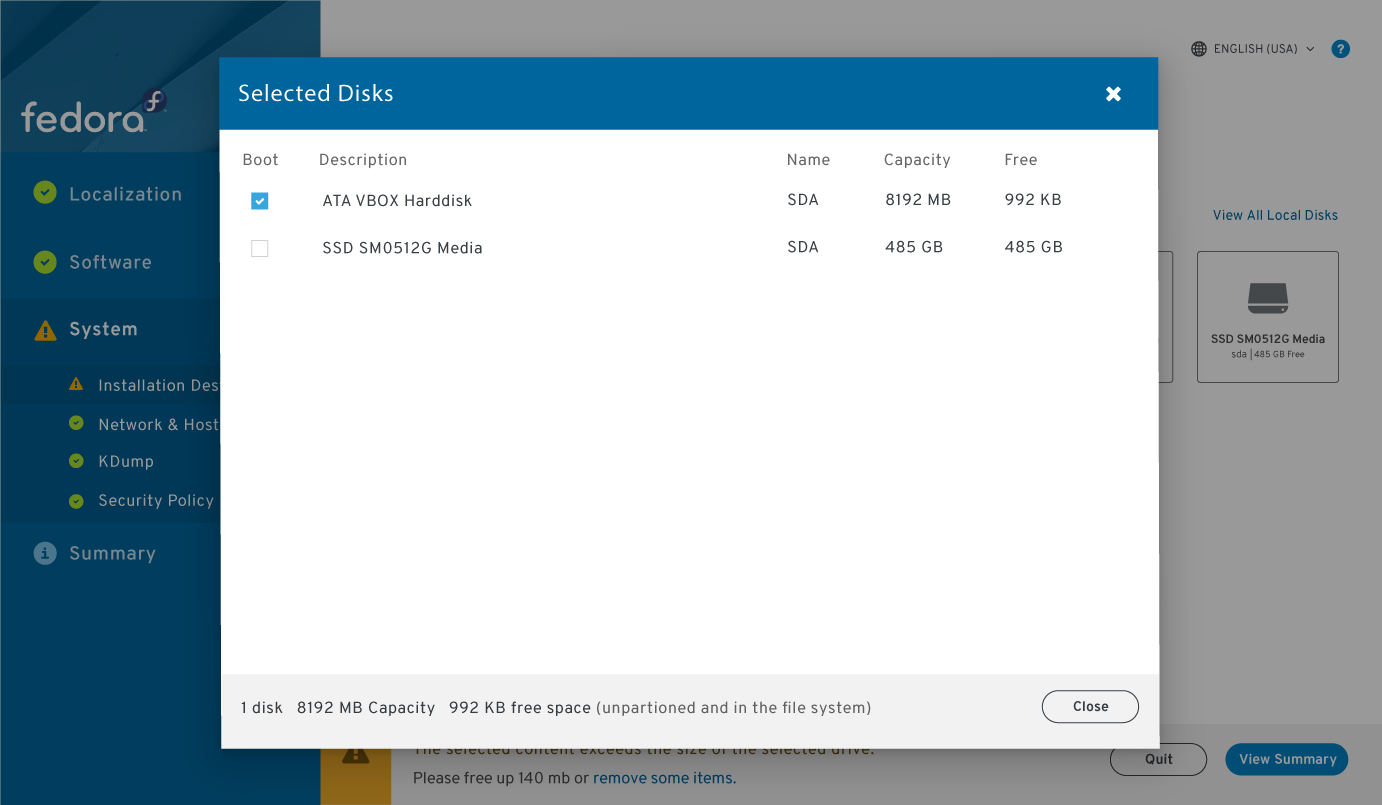 fedora
ENGLISH (USA)
?
Localization
Software
System
Installation Des
Network & Host
KDump
Security Policy
Summary
View All Local Disks
SSD SM0512G Media
sda | 485 GB Free
Selected Disks
Boot Description Name Capacity Free
ATA VBOX Harddisk SDA 8192 MB 992 KB
SSD SM0512G Media SDA 485 GB 485 GB
1 disk 8192 MB Capacity 992 KB free space (unpartioned and in the file system)
Close
The selected content exceeds the size of the selected drive.
Please free up 140 mb or remove some items.
Quit
View Summary